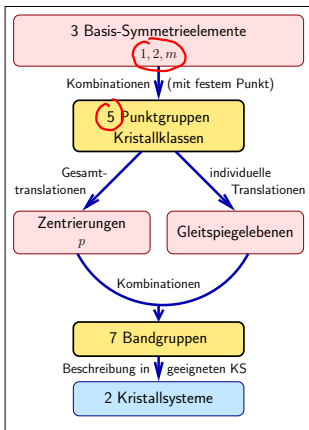 3 Basis-Symmetrieelemente
1, 2, m
Kombinationen (mit festem Punkt)
5 Punktgruppen
Kristallklassen
Gesamt-
translationen
individuelle
Translationen
Zentrierungen
p
Gleitspiegelebenen
Kombinationen
7 Bandgruppen
Beschreibung in geeigneten KS
2 Kristallsysteme